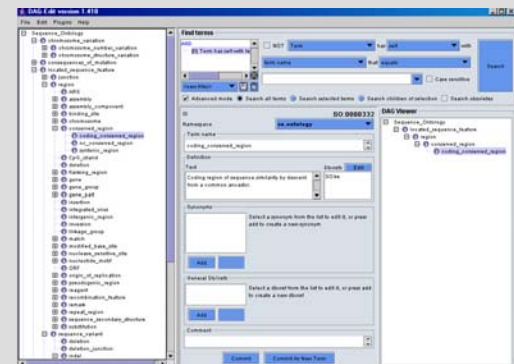 DAG-Edit version 1.410
File Edit Plugins Help
Sequence_Ontology
chromosome_variation
chromosome_number_variation
chromosome_structure_variation
consequences_of_mutation
located_sequence_feature
junction
region
assembly
assembly_component
binding_site
chromosome
conserved_region
coding_conserved_region
nc_conserved_region
syntenic_region
CpG_island
deletion
flanking_region
gene
gene_group
gene_part
insertion
integrated_virus
intergenic_region
inversion
linkage_group
match
modified_base_site
nuclease_sensitive_site
nucleotide_motif
ORF
origin_of_replication
pseudogenic_region
reagent
recombination_feature
remark
repeat_region
sequence_secondary_structure
substitution
sequence_variant
deletion
deletion_junction
indel
Find terms
NOT Term has self with
term name that equals
Case sensitive
Search
Advanced mode Search all terms Search selected terms Search children of selection Search obsoletes
ID SO:0000332
Namespace so.ontology
Term name
coding_conserved_region
Definition
Text Dbxrefs Edit
Coding region of sequence similarity by descent
from a common ancestor.
SO:ke
Synonyms
Select a synonym from the list to edit it, or press
add to create a new synonym
Add
General Dbxrefs
Select a dbxref from the list to edit it, or press add
to create a new dbxref
Add
Comment
Commit Commit As New Term
DAG Viewer
Sequence_Ontology
located_sequence_feature
region
conserved_region
coding_conserved_region